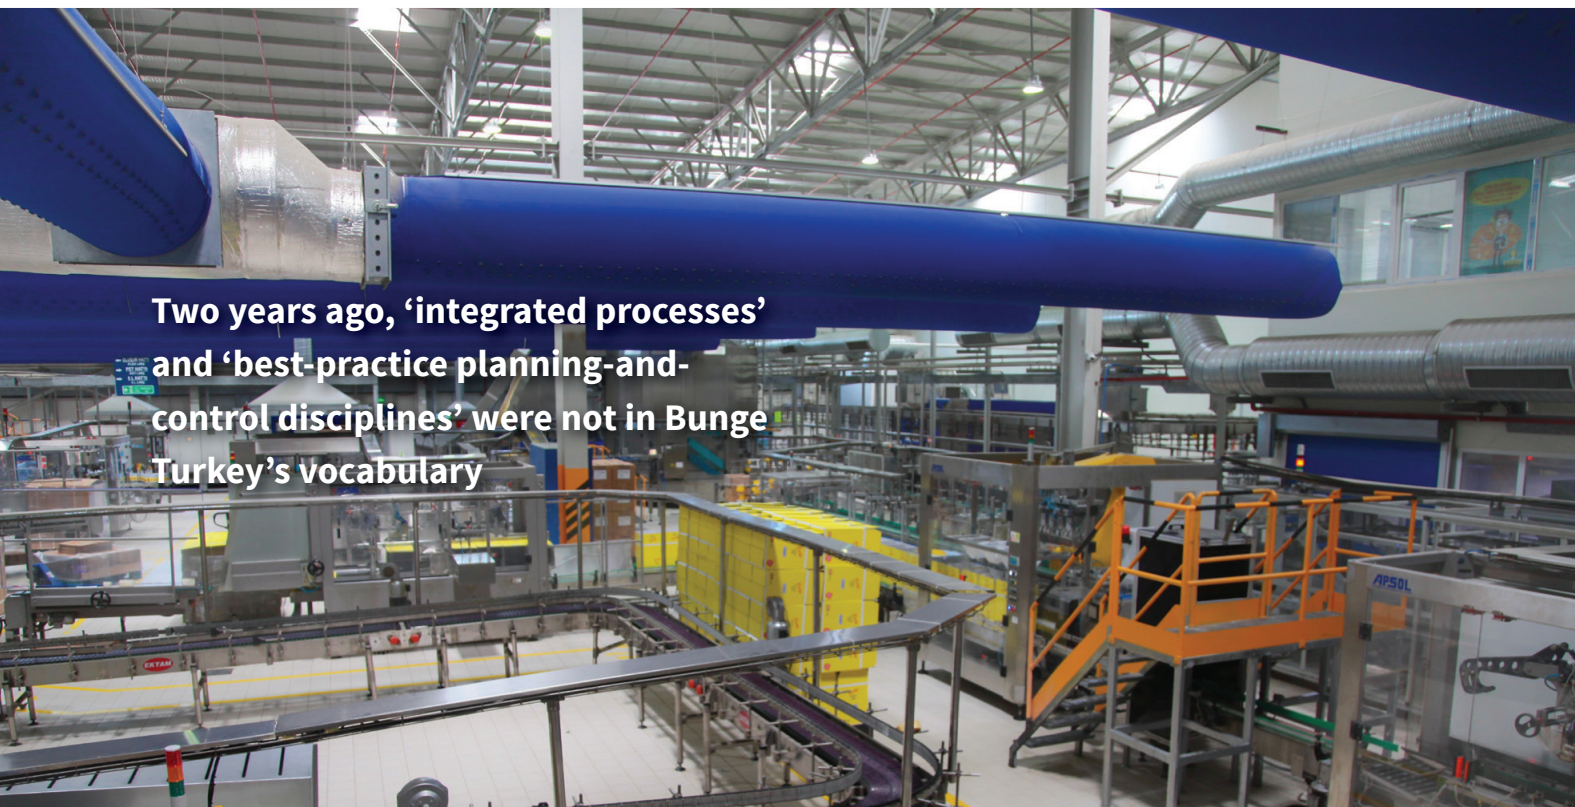 Two years ago, ‘integrated processes’
and ‘best-practice planning-and-
control disciplines’ were not in Bunge
Turkey’s vocabulary
APSOL
EKTAM